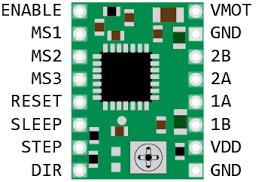 ENABLE
VMOT
MS1
GND
MS2
2B
MS3
2A
RESET
1A
SLEEP
1B
STEP
VDD
DIR
GND